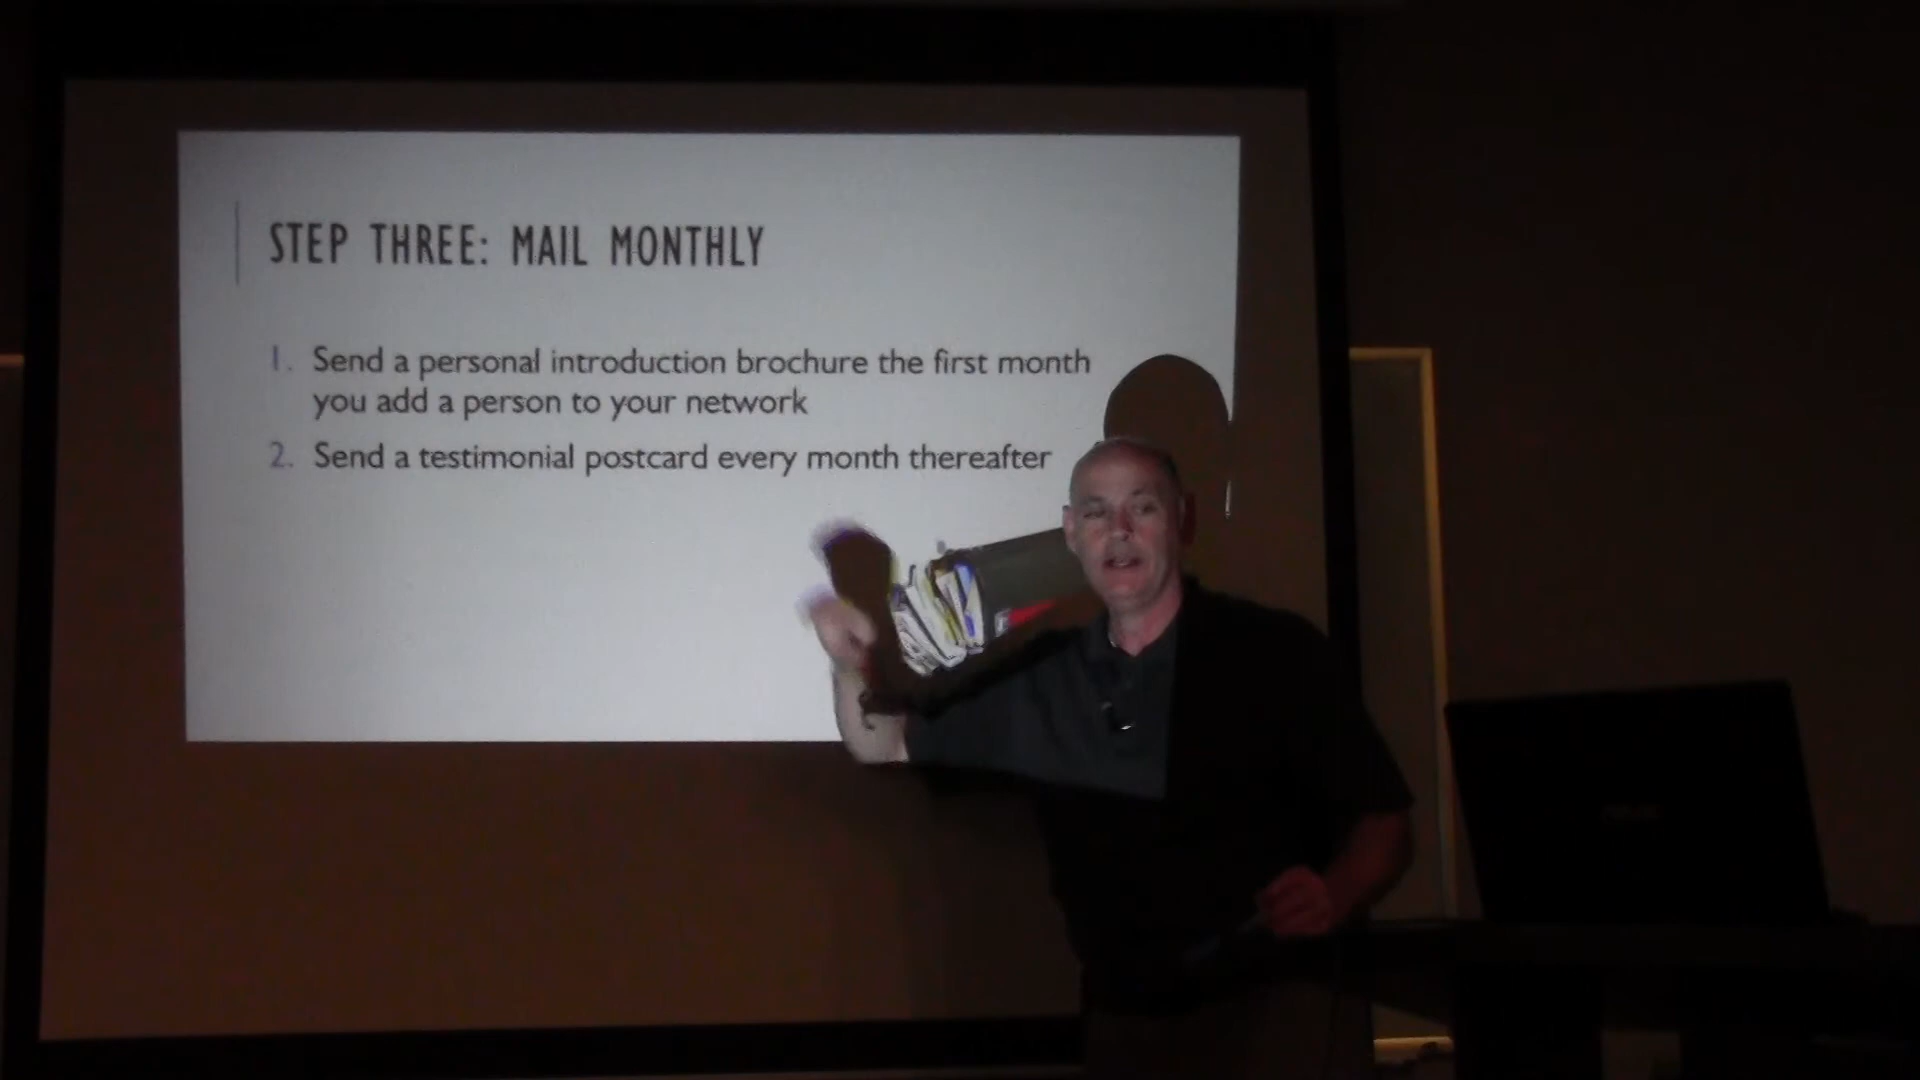 STEP THREE: MAIL MONTHLY
1. Send a personal introduction brochure the first month
you add a person to your network
2. Send a testimonial postcard every month thereafter